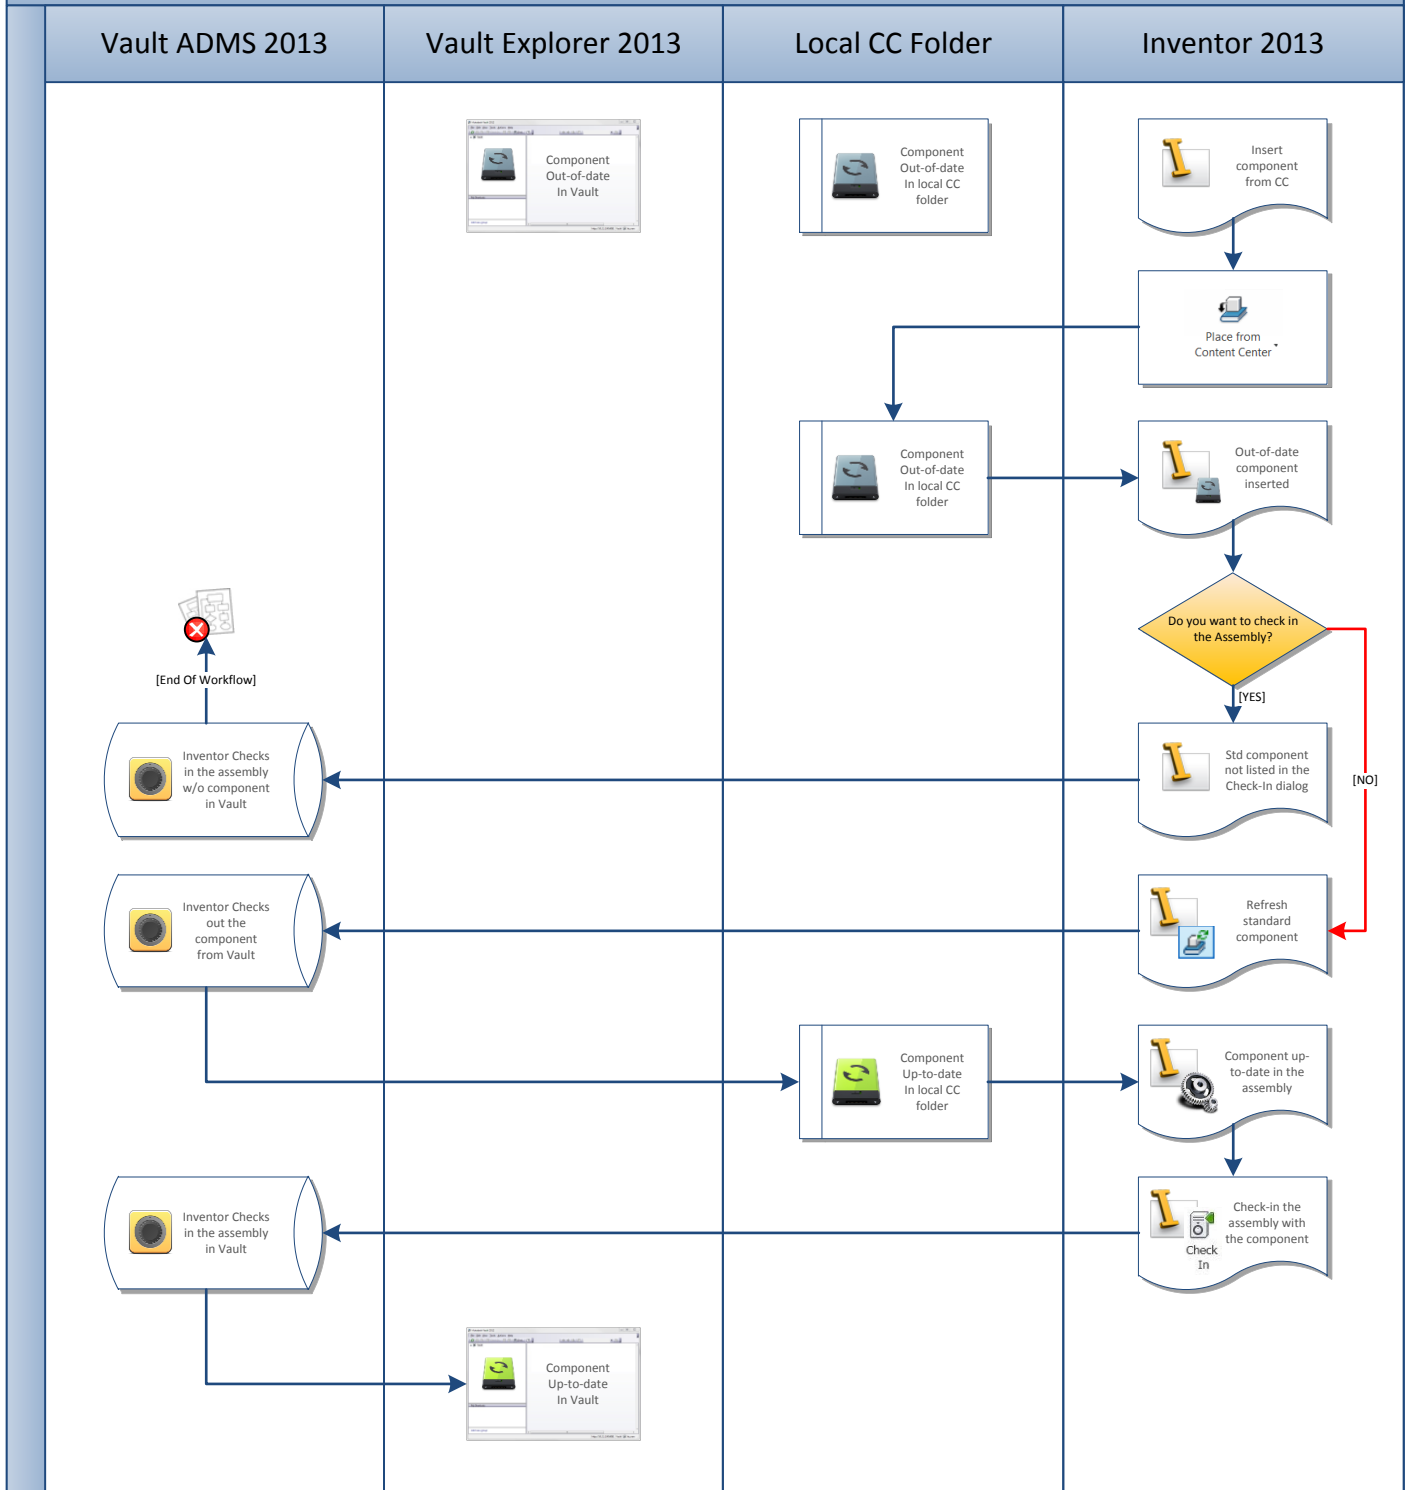 Vault ADMS 2013
Vault Explorer 2013
Local CC Folder
Inventor 2013
Component
Out-of-date
In Vault
Component
Out-of-date
In local CC
folder
Insert
component
from CC
Place from
Content Center
Component
Out-of-date
In local CC
folder
Out-of-date
component
inserted
Do you want to check in
the Assembly?
[End Of Workflow]
[YES]
[NO]
Inventor Checks
in the assembly
w/o component
in Vault
Std component
not listed in the
Check-In dialog
Inventor Checks
out the
component
from Vault
Refresh
standard
component
Component
Up-to-date
In local CC
folder
Component up-
to-date in the
assembly
Inventor Checks
in the assembly
in Vault
Check-in the
assembly with
the component
Check
In
Component
Up-to-date
In Vault